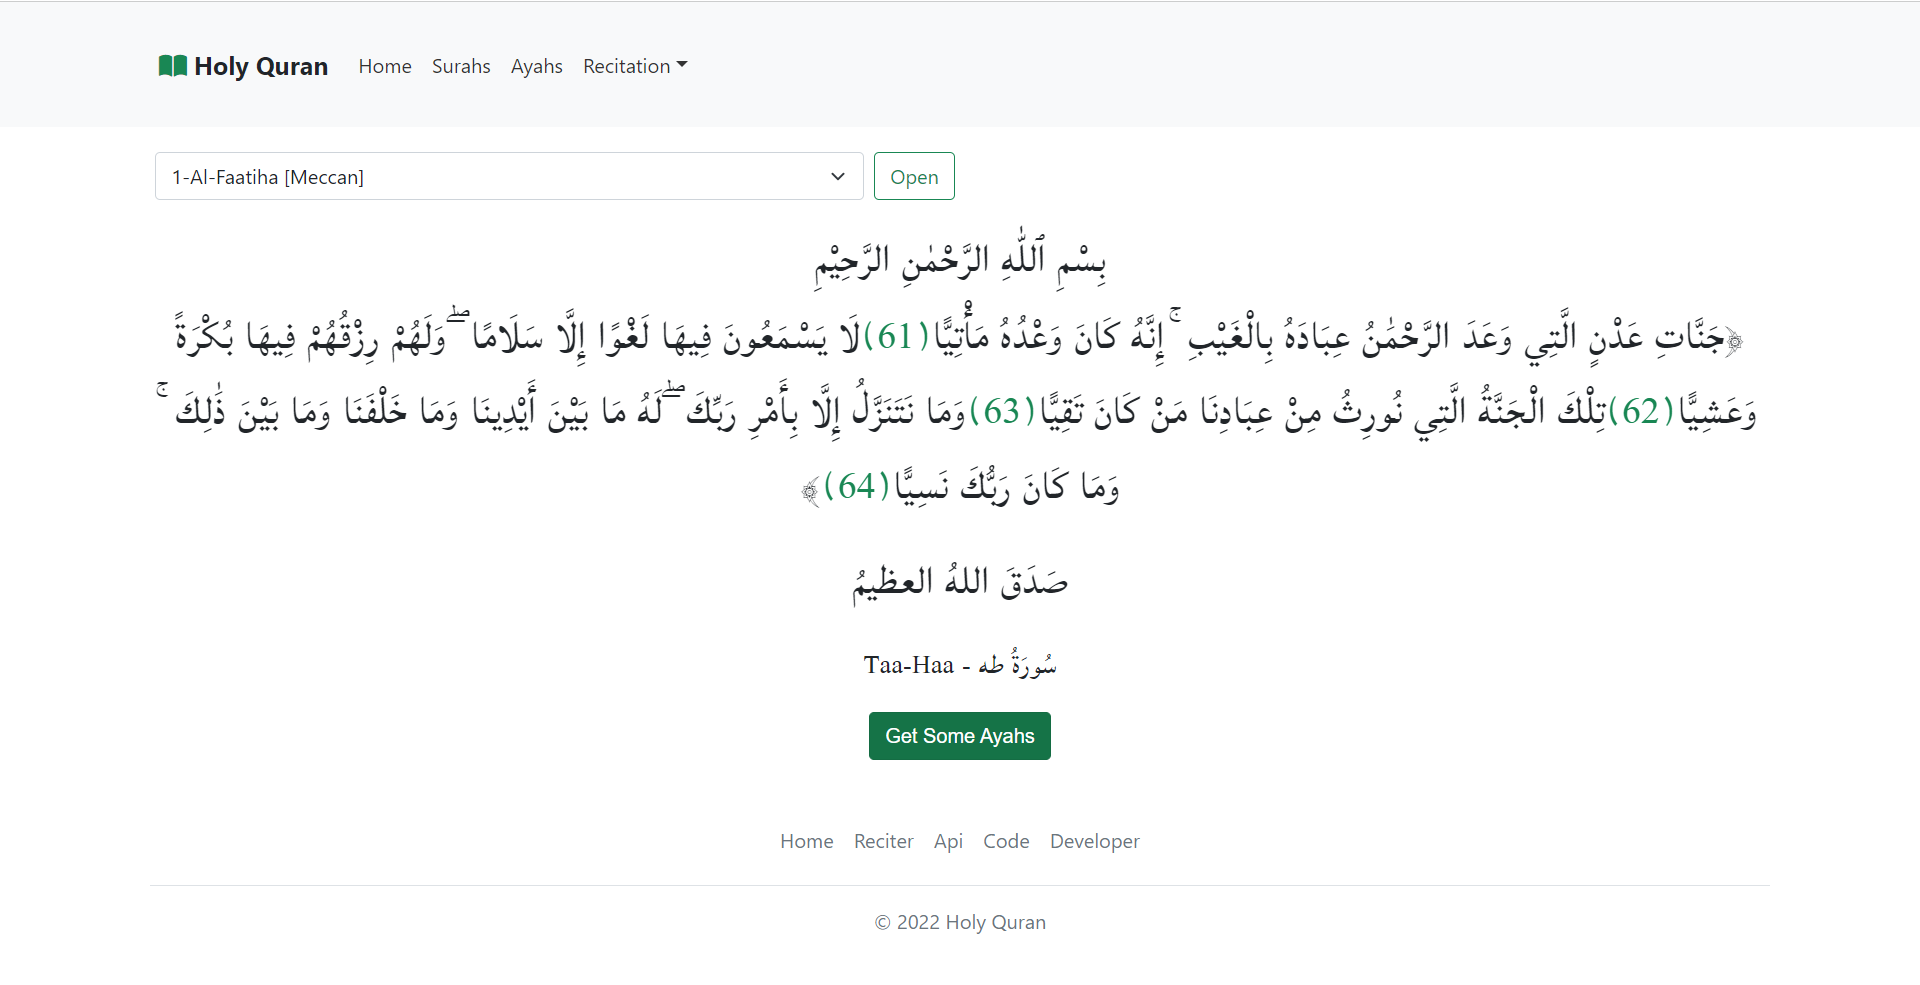 Holy Quran Home Surahs Ayahs Recitation
1-Al-Faatiha [Meccan] Open
بِسْمِ ٱللَّهِ الرَّحْمٰنِ الرَّحِيْمِ
﴿جَنَّاتِ عَدْنٍ الَّتِي وَعَدَ الرَّحْمَٰنُ عِبَادَهُ بِالْغَيْبِ ۚ إِنَّهُ كَانَ وَعْدُهُ مَأْتِيًّا(61)لَا يَسْمَعُونَ فِيهَا لَغْوًا إِلَّا سَلَامًا ۖ وَلَهُمْ رِزْقُهُمْ فِيهَا بُكْرَةً
وَعَشِيًّا(62)تِلْكَ الْجَنَّةُ الَّتِي نُورِثُ مِنْ عِبَادِنَا مَنْ كَانَ تَقِيًّا(63)وَمَا نَتَنَزَّلُ إِلَّا بِأَمْرِ رَبِّكَ ۖ لَهُ مَا بَيْنَ أَيْدِينَا وَمَا خَلْفَنَا وَمَا بَيْنَ ذَٰلِكَ ۚ
وَمَا كَانَ رَبُّكَ نَسِيًّا(64)﴾
صَدَقَ اللهُ العظيمُ
سُورَةُ طه - Taa-Haa
Get Some Ayahs
Home Reciter Api Code Developer
© 2022 Holy Quran